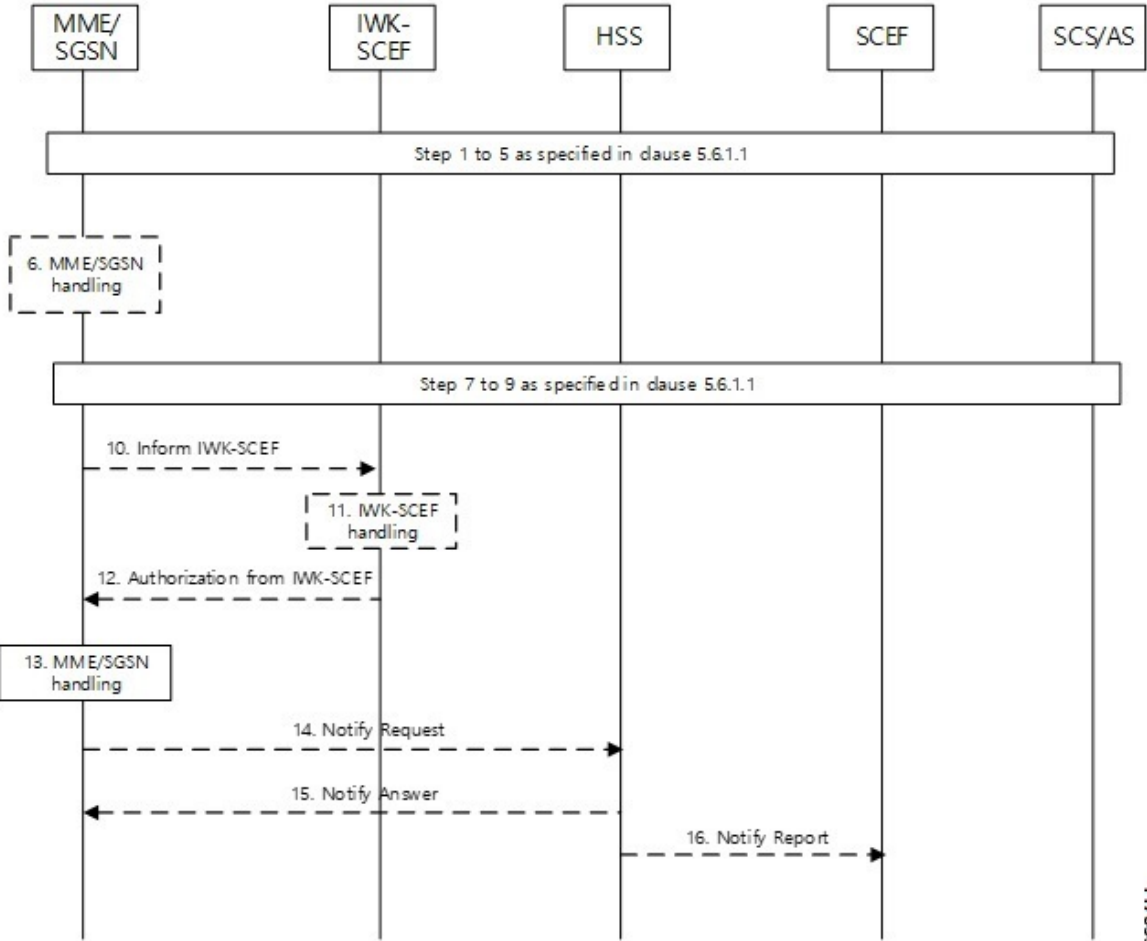 MME/
SGSN
IWK-
SCEF
HSS
SCEF
SCS/AS
Step 1 to 5 as specified in clause 5.6.1.1
6. MME/SGSN
handling
Step 7 to 9 as specified in clause 5.6.1.1
10. Inform IWK-SCEF
11. IWK-SCEF
handling
12. Authorization from IWK-SCEF
13. MME/SGSN
handling
14. Notify Request
15. Notify Answer
16. Notify Report